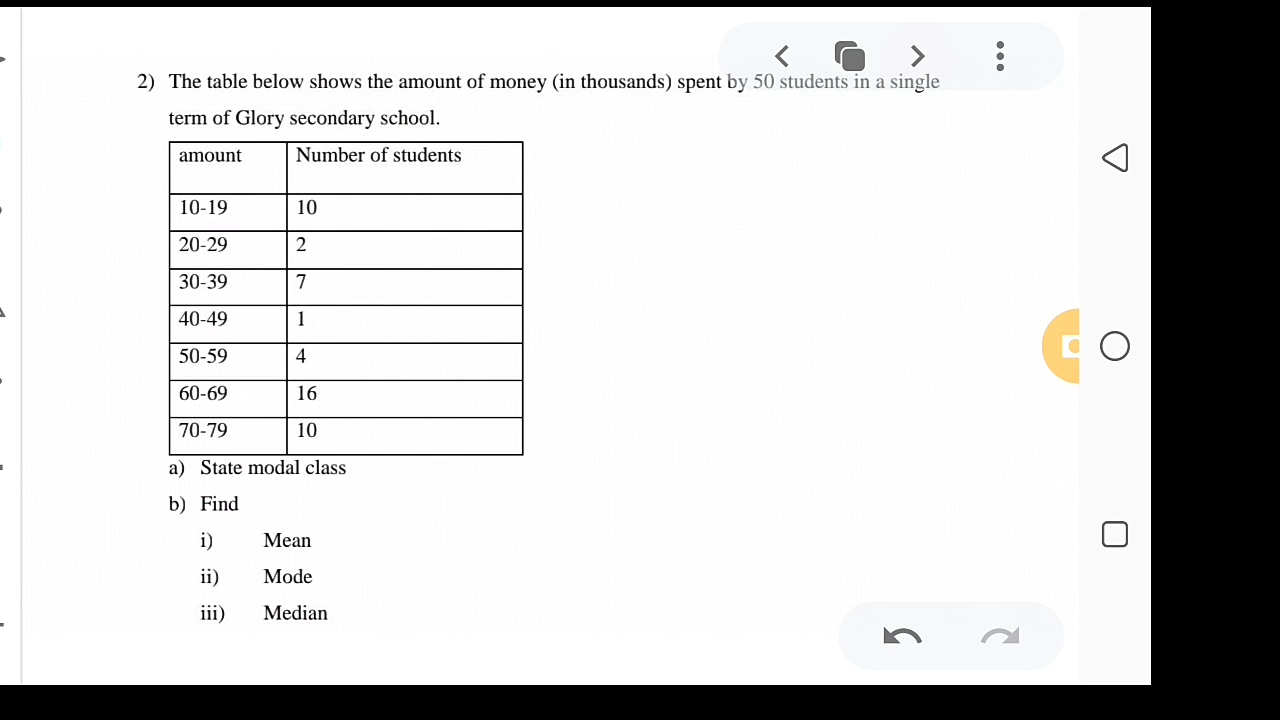 2) The table below shows the amount of money (in thousands) spent by 50 students in a single
term of Glory secondary school.
amount Number of students
10-19 10
20-29 2
30-39 7
40-49 1
50-59 4
60-69 16
70-79 10
a) State modal class
b) Find
i) Mean
ii) Mode
iii) Median